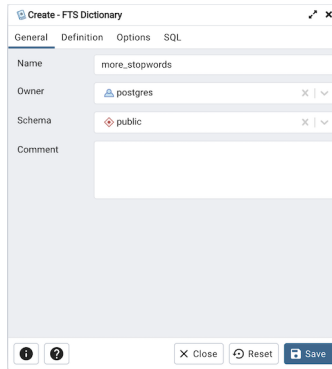 Create - FTS Dictionary
General Definition Options SQL
Name more_stopwords
Owner postgres
Schema public
Comment
Close Reset Save